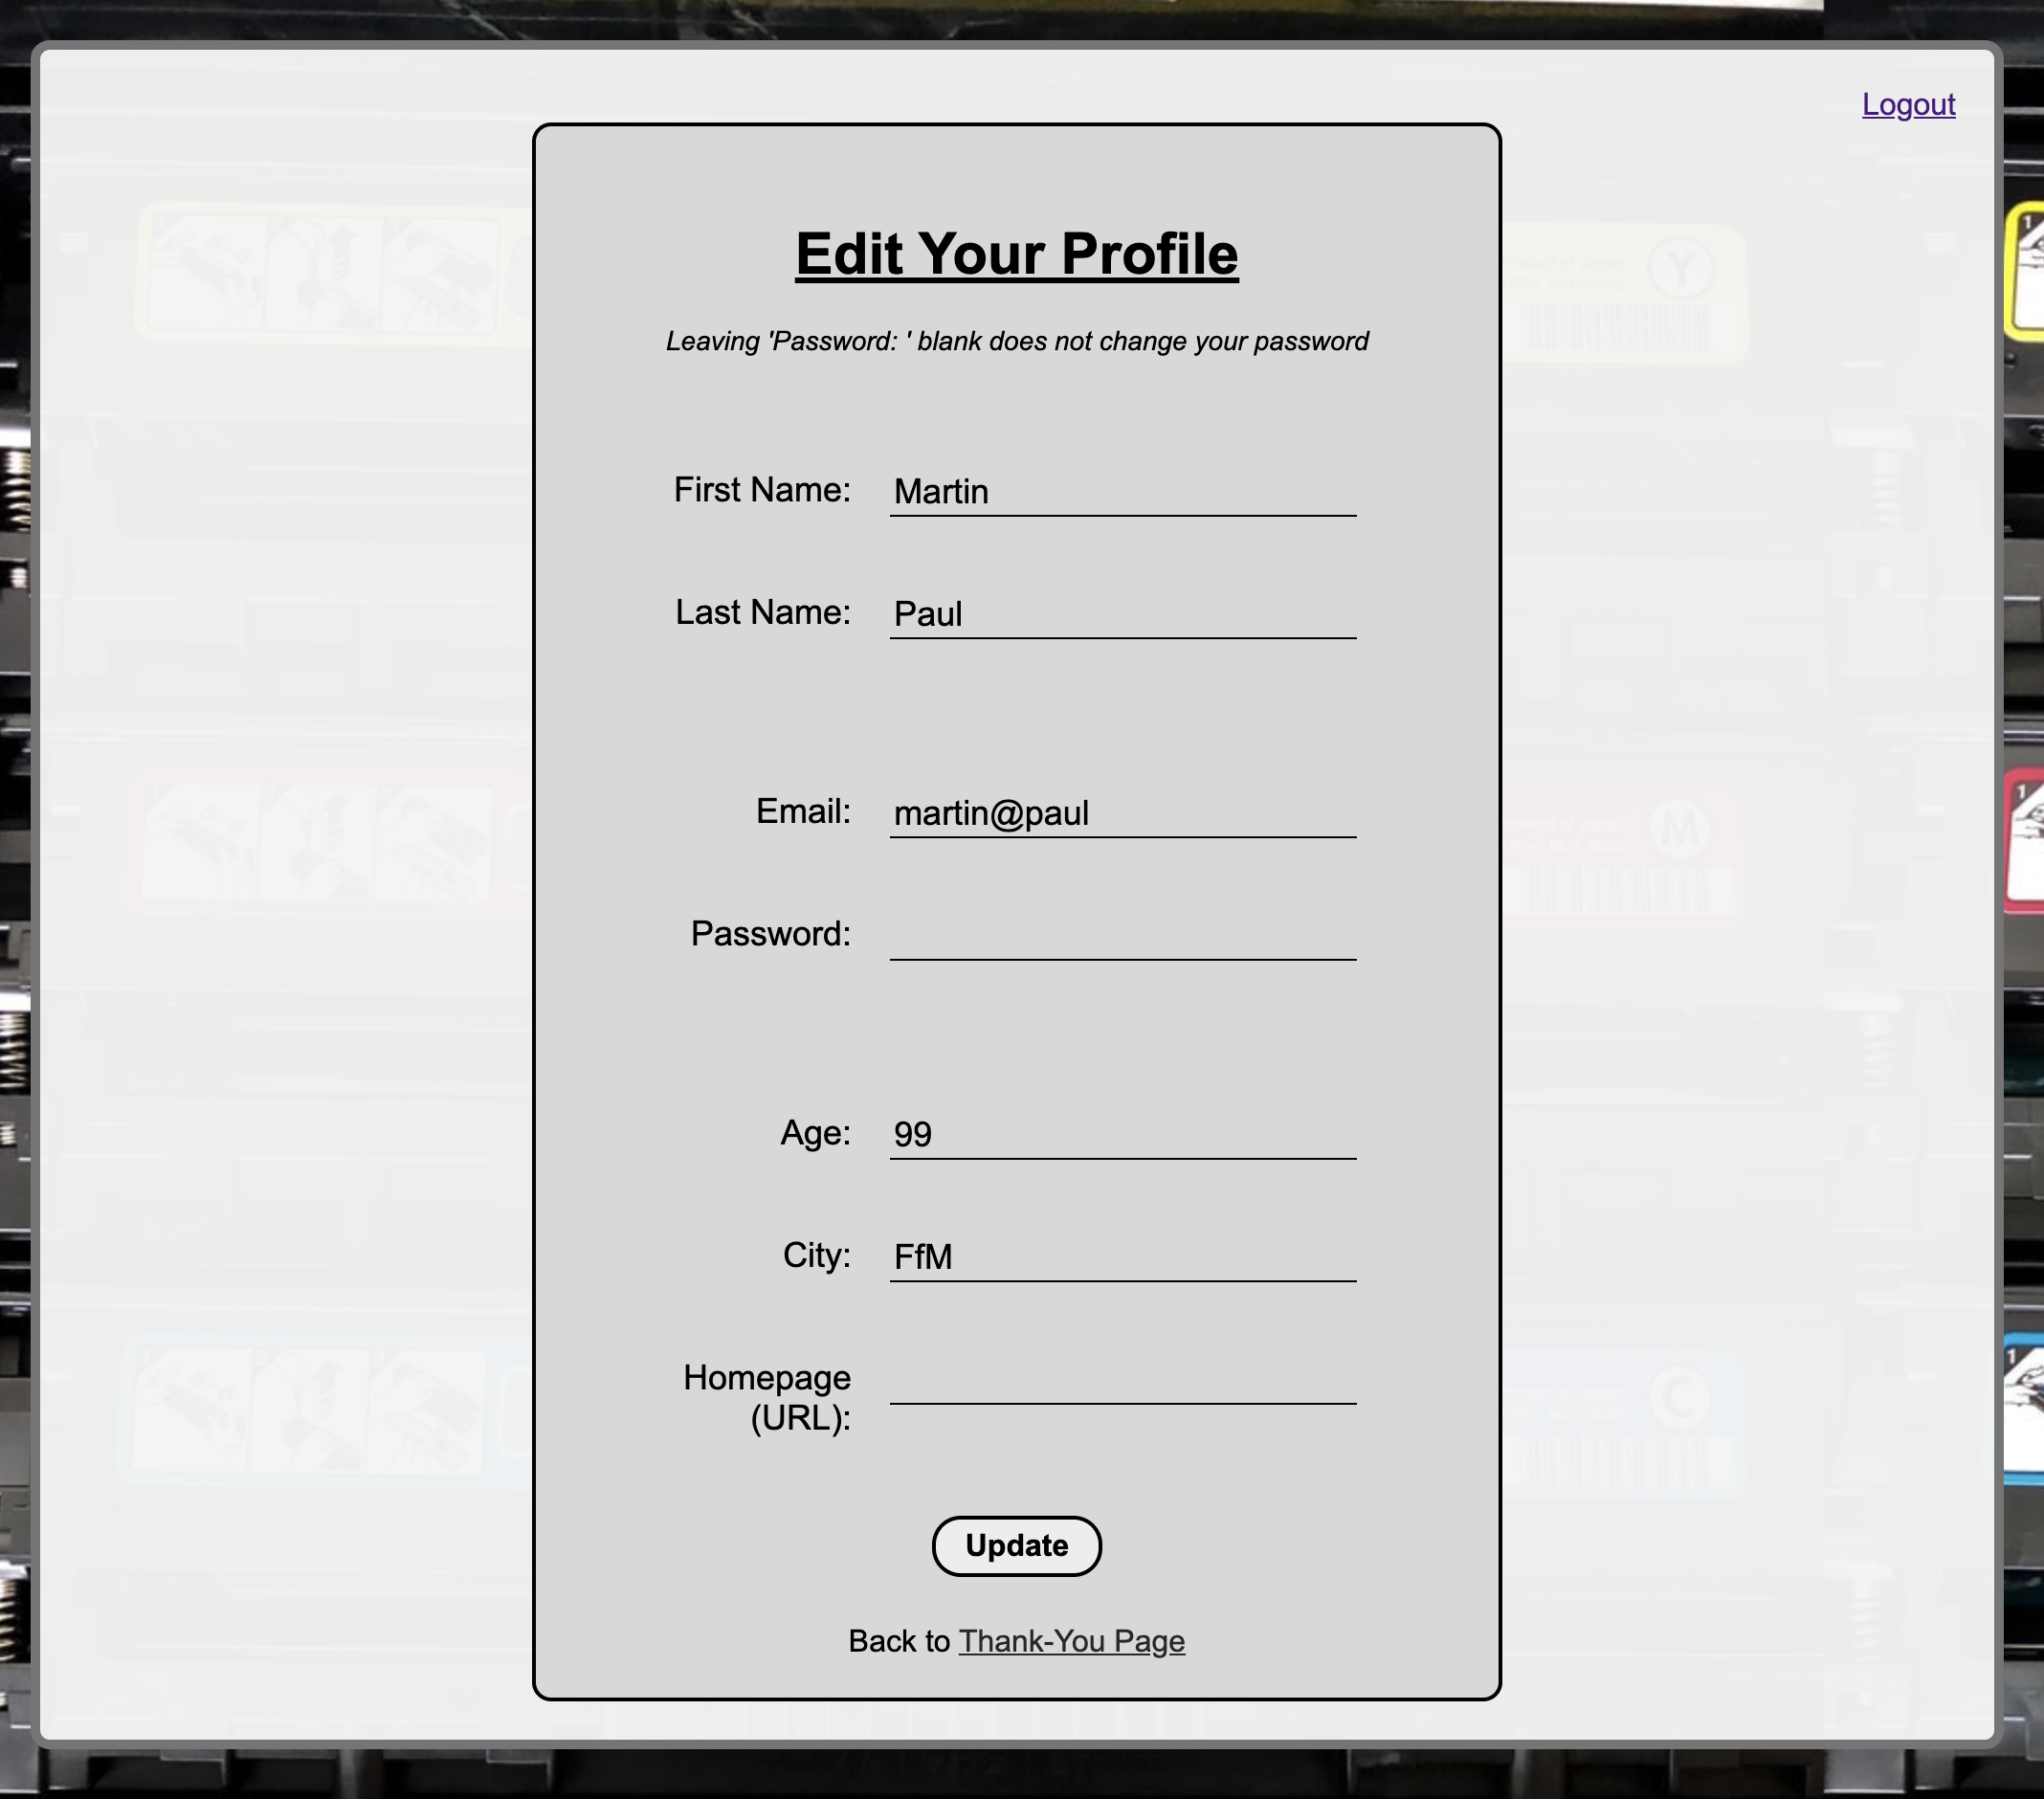 Logout
Edit Your Profile
Leaving 'Password: ' blank does not change your password
First Name: Martin
Last Name: Paul
Email: martin@paul
Password:
Age: 99
City: FfM
Homepage
(URL):
Update
Back to Thank-You Page
Y
M
C